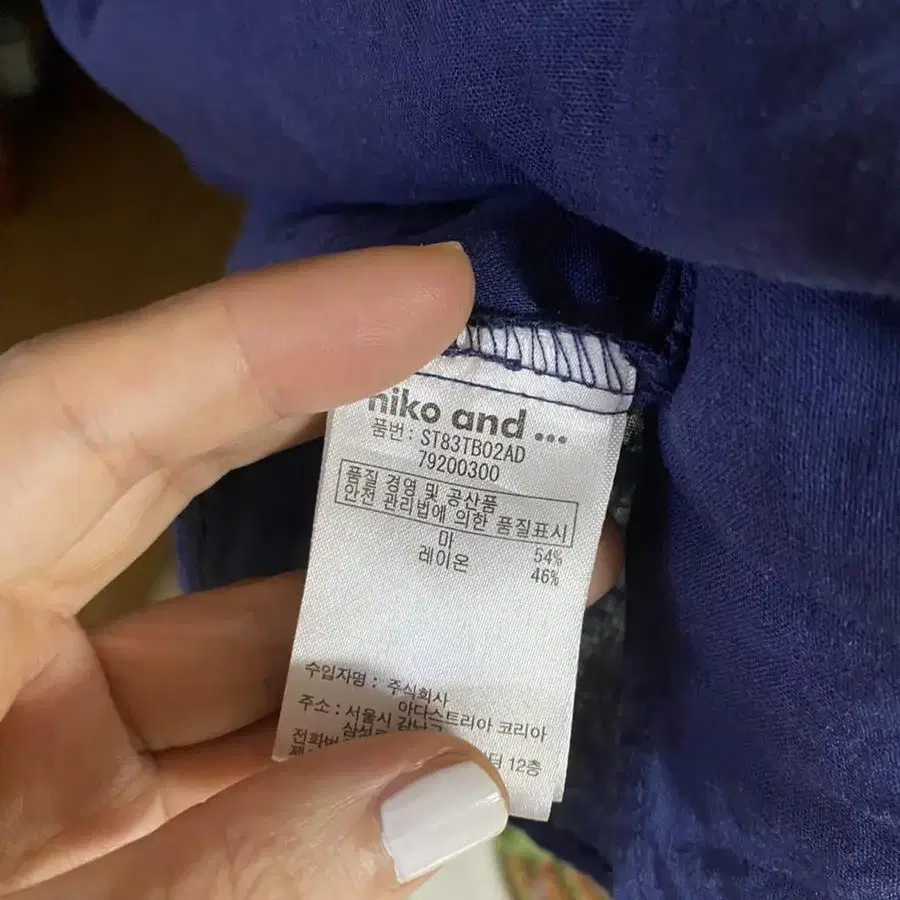 niko and ...
품번 : ST83TB02AD
79200300
품질 경영 및 공산품
안전 관리법에 의한 품질표시
마 54%
레이온 46%
수입자명 : 주식회사
아다스트리아 코리아
주소 : 서울시 강남구
12층